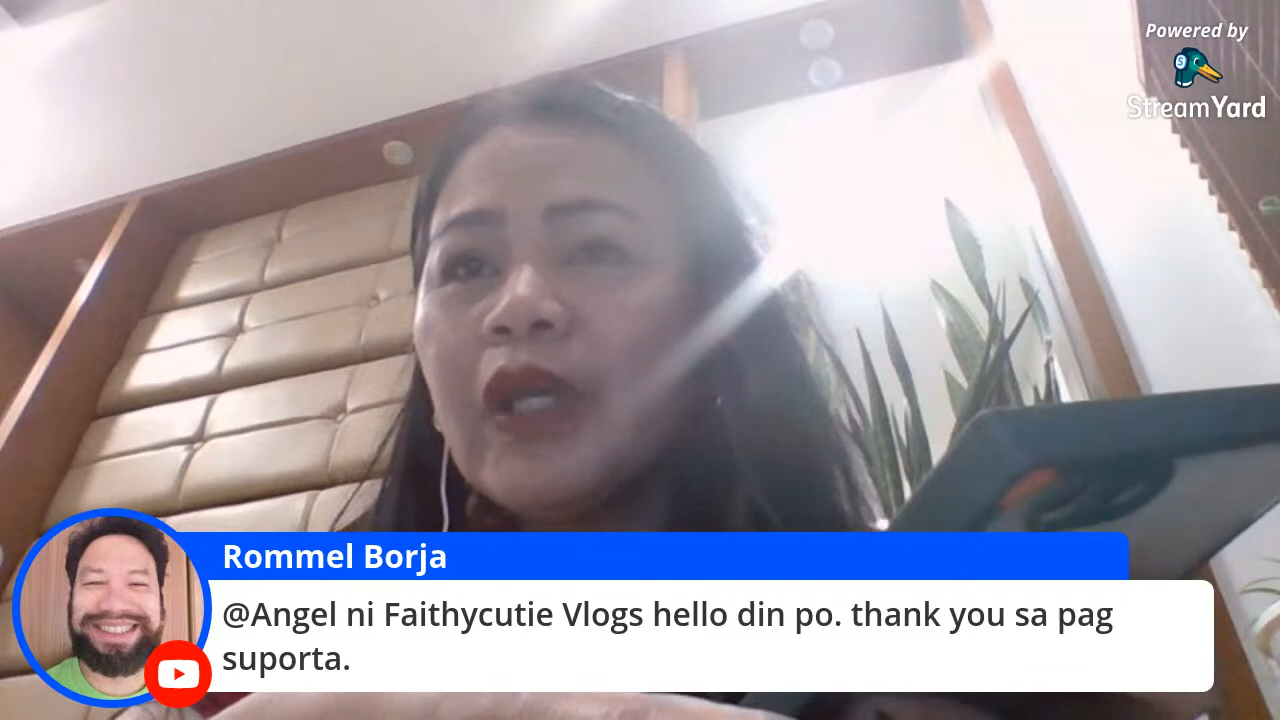 Powered by
StreamYard
Rommel Borja
@Angel ni Faithycutie Vlogs hello din po. thank you sa pag
suporta.